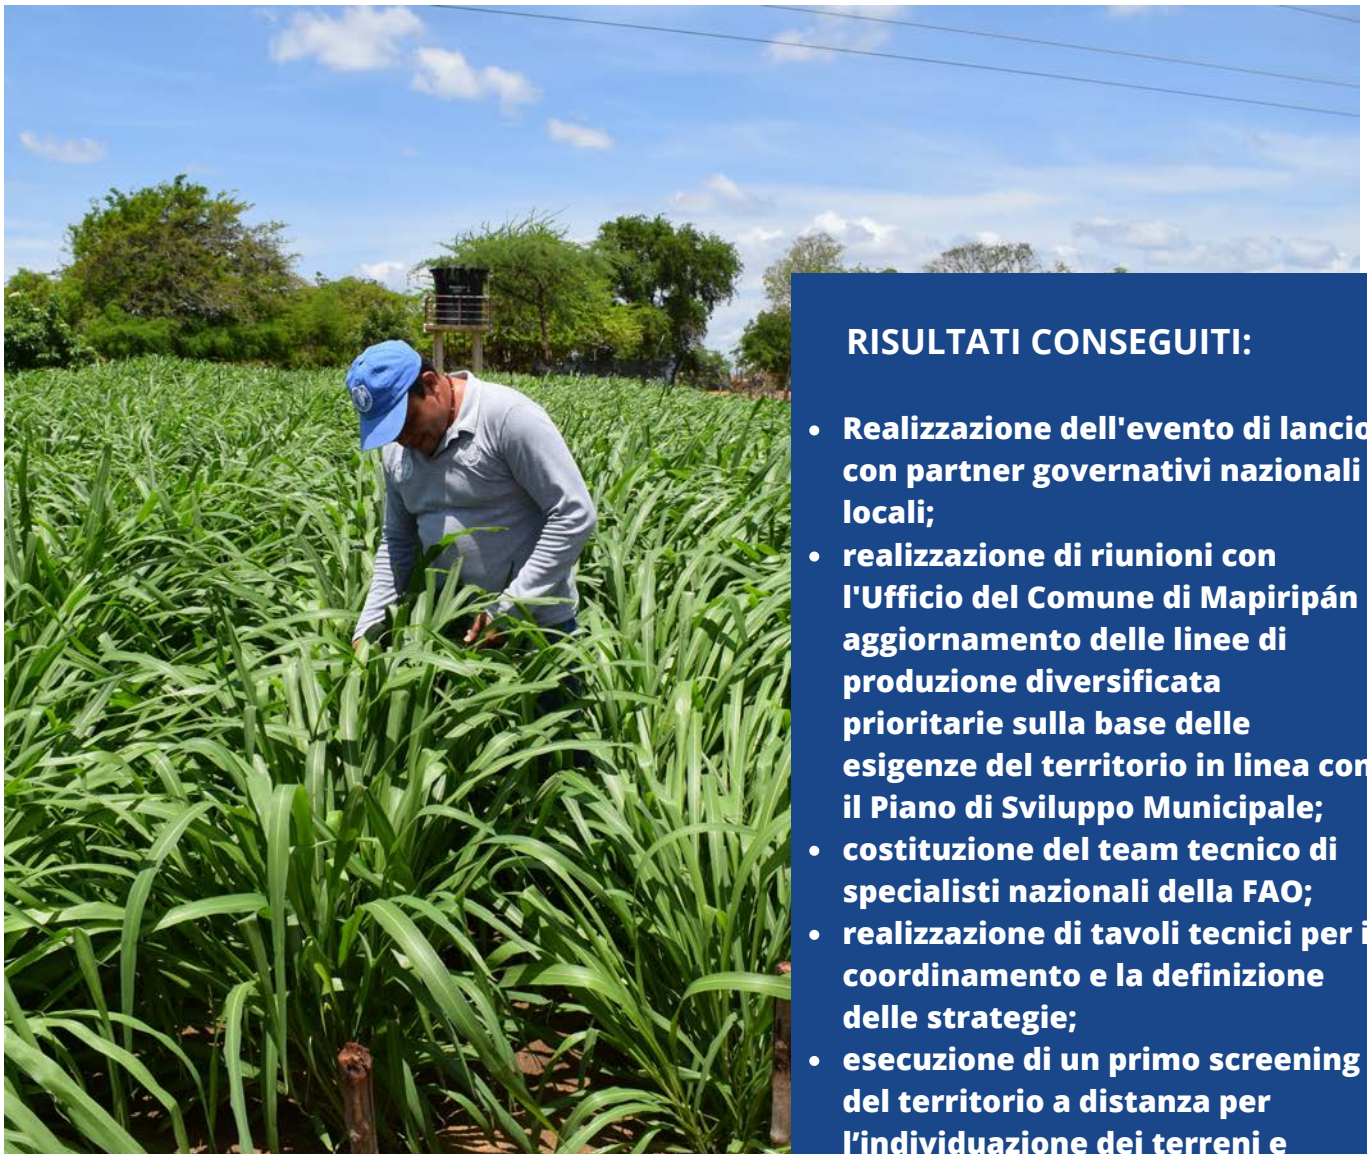 RISULTATI CONSEGUITI:
• Realizzazione dell'evento di lancio
con partner governativi nazionali
locali;
• realizzazione di riunioni con
l'Ufficio del Comune di Mapiripán
aggiornamento delle linee di
produzione diversificata
prioritarie sulla base delle
esigenze del territorio in linea con
il Piano di Sviluppo Municipale;
• costituzione del team tecnico di
specialisti nazionali della FAO;
• realizzazione di tavoli tecnici per i
coordinamento e la definizione
delle strategie;
• esecuzione di un primo screening
del territorio a distanza per
l’individuazione dei terreni e